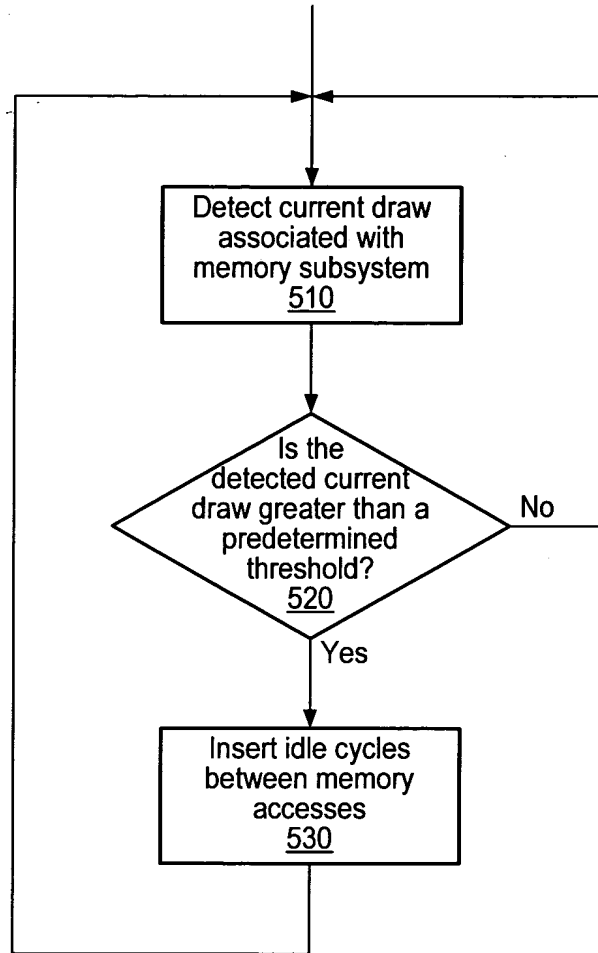 Detect current draw
associated with
memory subsystem
510
Is the
detected current
draw greater than a
predetermined
threshold?
520
No
Yes
Insert idle cycles
between memory
accesses
530